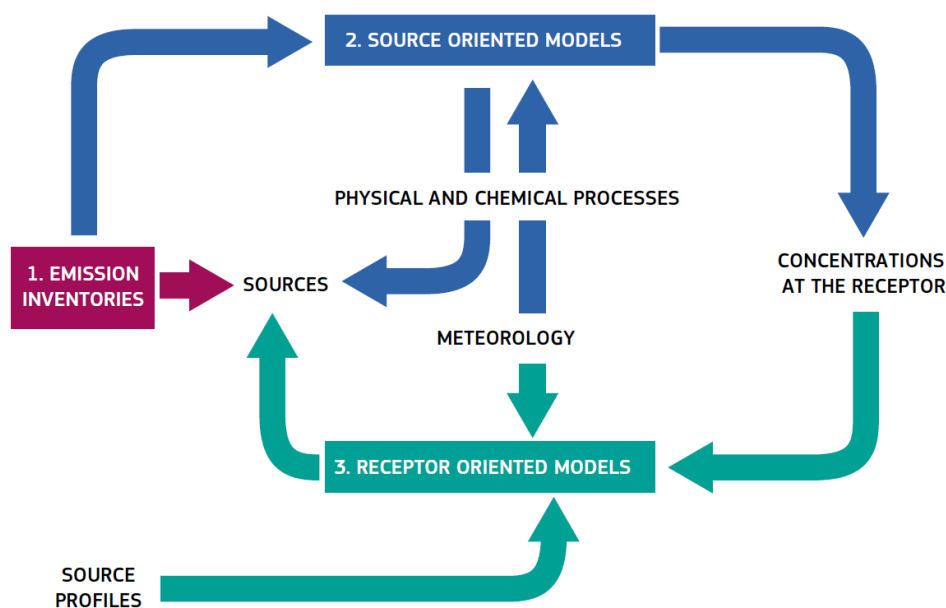 2. SOURCE ORIENTED MODELS
PHYSICAL AND CHEMICAL PROCESSES
1. EMISSION
INVENTORIES
SOURCES
CONCENTRATIONS
AT THE RECEPTOR
METEOROLOGY
3. RECEPTOR ORIENTED MODELS
SOURCE
PROFILES